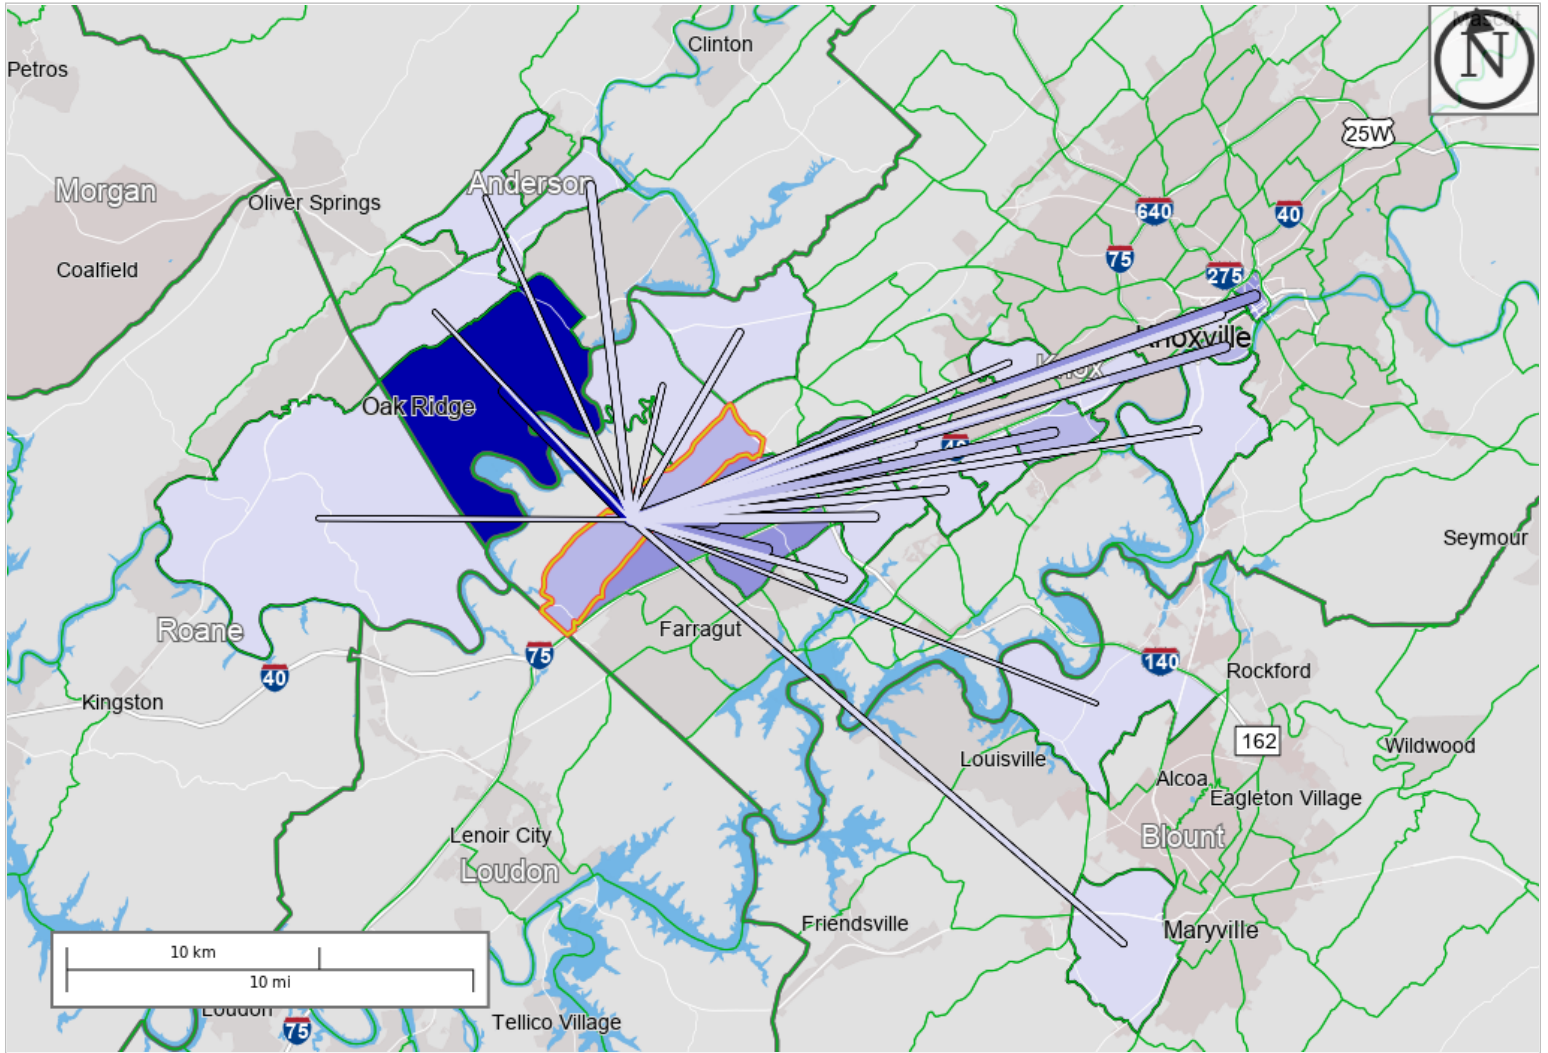 Mascot
N
Clinton
Petros
25W
Anderson
Morgan
Oliver Springs
640
40
75
Coalfield
275
Knoxville
Knox
Oak Ridge
40
Seymour
Farragut
Roane
75
40
140
Rockford
Kingston
162
Wildwood
Louisville
Alcoa
Eagleton Village
Lenoir City
Blount
Loudon
Friendsville
Maryville
10 km
10 mi
Loudon
Tellico Village
75